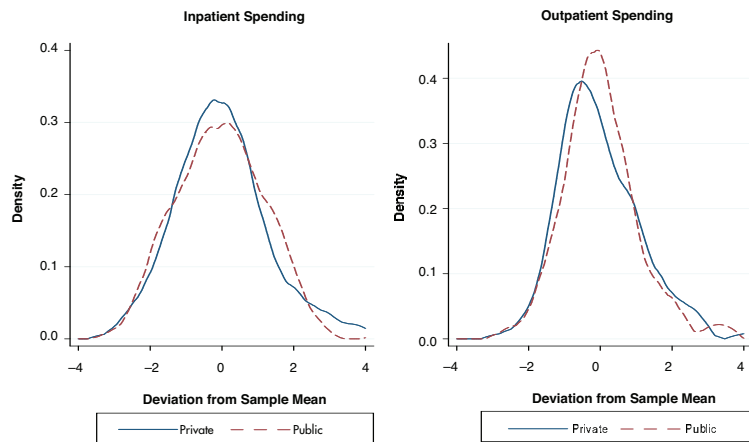 Inpatient Spending
0.4
0.3
0.2
0.1
0.0
Density
–4 –2 0 2 4
Deviation from Sample Mean
Private Public
Outpatient Spending
0.4
0.3
0.2
0.1
0.0
Density
–4 –2 0 2 4
Deviation from Sample Mean
Private Public